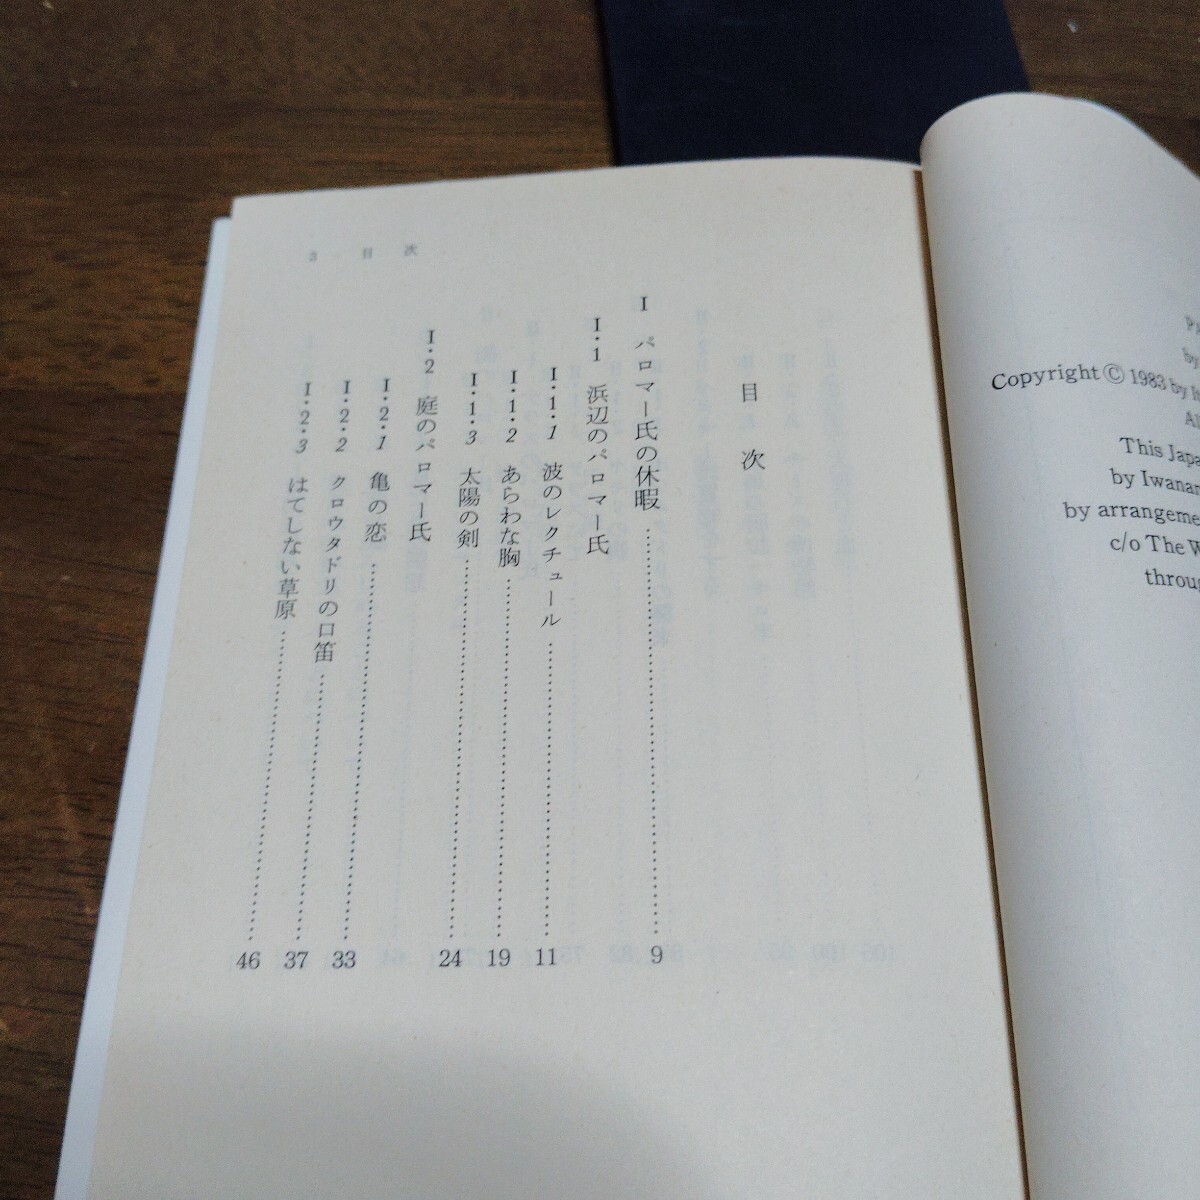 P
by
Copyright © 1983 by It
Al
This Japa
by Iwanam
by arrangeme
c/o The W
throug
3 目次
目次
I パロマー氏の休暇 …… 9
I・1 浜辺のパロマー氏
I・1・1 波のレクチュール …… 11
I・1・2 あらわな胸 …… 19
I・1・3 太陽の剣 …… 24
I・2 庭のパロマー氏
I・2・1 亀の恋 …… 33
I・2・2 クロウタドリの口笛 …… 37
I・2・3 はてしない草原 …… 46